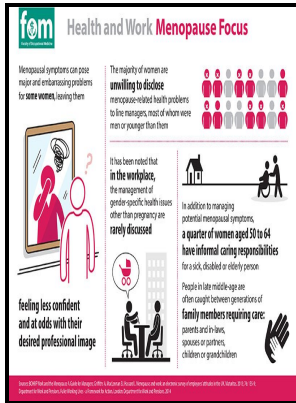 fom
Faculty of Occupational Medicine
Health and Work Menopause Focus
Menopausal symptoms can pose
major and embarrassing problems
for some women, leaving them
feeling less confident
and at odds with their
desired professional image
The majority of women are
unwilling to disclose
menopause-related health problems
to line managers, most of whom were
men or younger than them
It has been noted that
in the workplace,
the management of
gender-specific health issues
other than pregnancy are
rarely discussed
?
In addition to managing
potential menopausal symptoms,
a quarter of women aged 50 to 64
have informal caring responsibilities
for a sick, disabled or elderly person
People in late middle-age are
often caught between generations of
family members requiring care:
parents and in-laws,
spouses or partners,
children or grandchildren